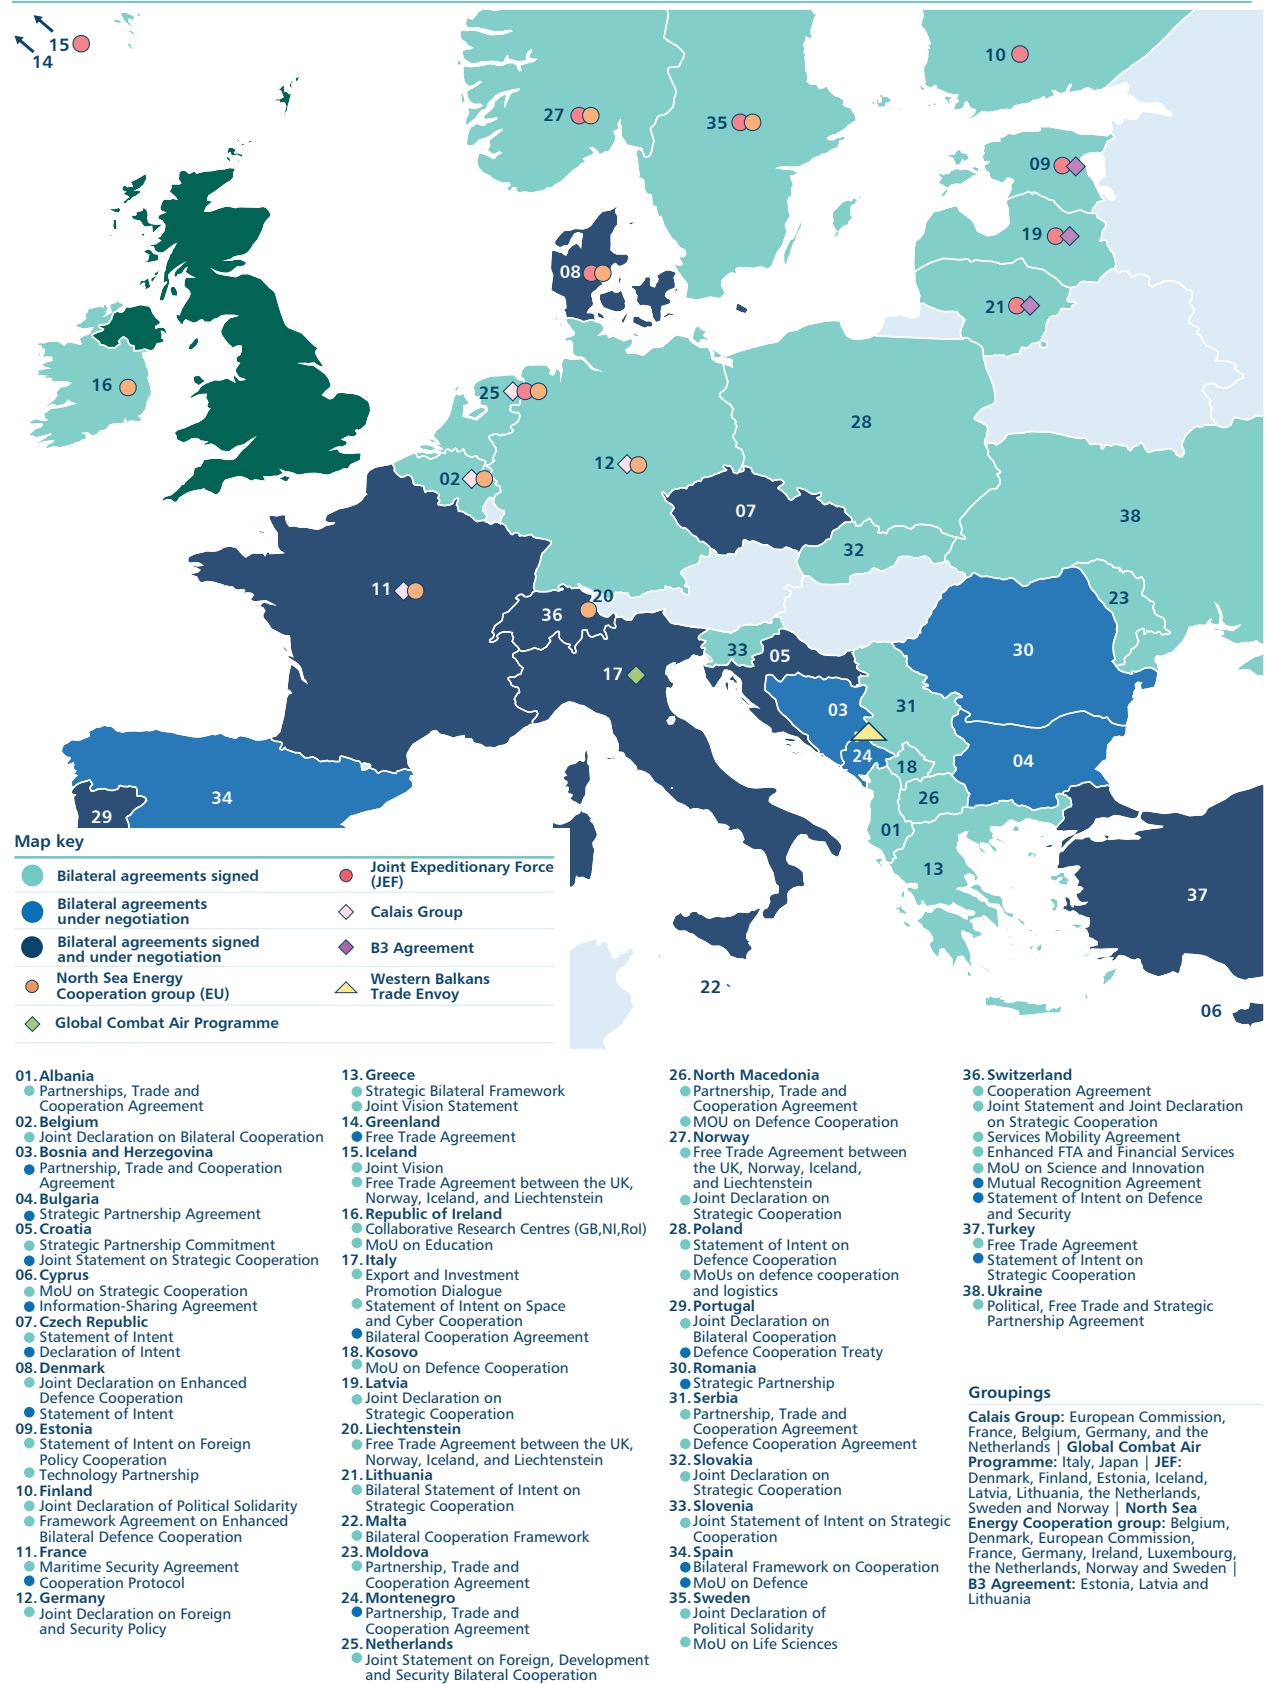 15
14
10
27
35
09
19
08
21
16
25
28
12
02
07
38
32
11
20
23
36
33
05
30
17
31
03
24
18
04
34
26
29
01
13
37
22
06
Map key
Bilateral agreements signed
Bilateral agreements
under negotiation
Bilateral agreements signed
and under negotiation
North Sea Energy
Cooperation group (EU)
Global Combat Air Programme
Joint Expeditionary Force
(JEF)
Calais Group
B3 Agreement
Western Balkans
Trade Envoy
01. Albania
Partnerships, Trade and
Cooperation Agreement
02. Belgium
Joint Declaration on Bilateral Cooperation
03. Bosnia and Herzegovina
Partnership, Trade and Cooperation
Agreement
04. Bulgaria
Strategic Partnership Agreement
05. Croatia
Strategic Partnership Commitment
Joint Statement on Strategic Cooperation
06. Cyprus
MoU on Strategic Cooperation
Information-Sharing Agreement
07. Czech Republic
Statement of Intent
Declaration of Intent
08. Denmark
Joint Declaration on Enhanced
Defence Cooperation
Statement of Intent
09. Estonia
Statement of Intent on Foreign
Policy Cooperation
Technology Partnership
10. Finland
Joint Declaration of Political Solidarity
Framework Agreement on Enhanced
Bilateral Defence Cooperation
11. France
Maritime Security Agreement
Cooperation Protocol
12. Germany
Joint Declaration on Foreign
and Security Policy
13. Greece
Strategic Bilateral Framework
Joint Vision Statement
14. Greenland
Free Trade Agreement
15. Iceland
Joint Vision
Free Trade Agreement between the UK,
Norway, Iceland, and Liechtenstein
16. Republic of Ireland
Collaborative Research Centres (GB,NI,RoI)
MoU on Education
17. Italy
Export and Investment
Promotion Dialogue
Statement of Intent on Space
and Cyber Cooperation
Bilateral Cooperation Agreement
18. Kosovo
MoU on Defence Cooperation
19. Latvia
Joint Declaration on
Strategic Cooperation
20. Liechtenstein
Free Trade Agreement between the UK,
Norway, Iceland, and Liechtenstein
21. Lithuania
Bilateral Statement of Intent on
Strategic Cooperation
22. Malta
Bilateral Cooperation Framework
23. Moldova
Partnership, Trade and
Cooperation Agreement
24. Montenegro
Partnership, Trade and
Cooperation Agreement
25. Netherlands
Joint Statement on Foreign, Development
and Security Bilateral Cooperation
26. North Macedonia
Partnership, Trade and
Cooperation Agreement
MOU on Defence Cooperation
27. Norway
Free Trade Agreement between
the UK, Norway, Iceland,
and Liechtenstein
Joint Declaration on
Strategic Cooperation
28. Poland
Statement of Intent on
Defence Cooperation
MoUs on defence cooperation
and logistics
29. Portugal
Joint Declaration on
Bilateral Cooperation
Defence Cooperation Treaty
30. Romania
Strategic Partnership
31. Serbia
Partnership, Trade and
Cooperation Agreement
Defence Cooperation Agreement
32. Slovakia
Joint Declaration on
Strategic Cooperation
33. Slovenia
Joint Statement of Intent on Strategic
Cooperation
34. Spain
Bilateral Framework on Cooperation
MoU on Defence
35. Sweden
Joint Declaration of
Political Solidarity
MoU on Life Sciences
36. Switzerland
Cooperation Agreement
Joint Statement and Joint Declaration
on Strategic Cooperation
Services Mobility Agreement
Enhanced FTA and Financial Services
MoU on Science and Innovation
Mutual Recognition Agreement
Statement of Intent on Defence
and Security
37. Turkey
Free Trade Agreement
Statement of Intent on
Strategic Cooperation
38. Ukraine
Political, Free Trade and Strategic
Partnership Agreement
Groupings
Calais Group: European Commission,
France, Belgium, Germany, and the
Netherlands | Global Combat Air
Programme: Italy, Japan | JEF:
Denmark, Finland, Estonia, Iceland,
Latvia, Lithuania, the Netherlands,
Sweden and Norway | North Sea
Energy Cooperation group: Belgium,
Denmark, European Commission,
France, Germany, Ireland, Luxembourg,
the Netherlands, Norway and Sweden |
B3 Agreement: Estonia, Latvia and
Lithuania